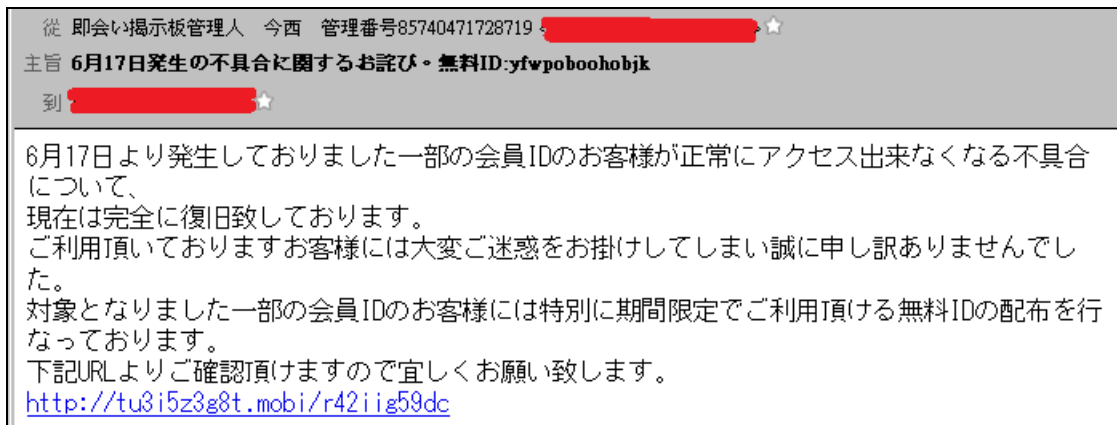 從 即会い掲示板管理人 今西 管理番号85740471728719
主旨 6月17日発生の不具合に関するお詫び。無料ID:yfwpoboohobjk
到
6月17日より発生しておりました一部の会員IDのお客様が正常にアクセス出来なくなる不具合
について、
現在は完全に復旧致しております。
ご利用頂いておりますお客様には大変ご迷惑をお掛けしてしまい誠に申し訳ありませんでし
た。
対象となりました一部の会員IDのお客様には特別に期間限定でご利用頂ける無料IDの配布を行
なっております。
下記URLよりご確認頂けますので宜しくお願い致します。
http://tu3i5z3g8t.mobi/r42iig59dc